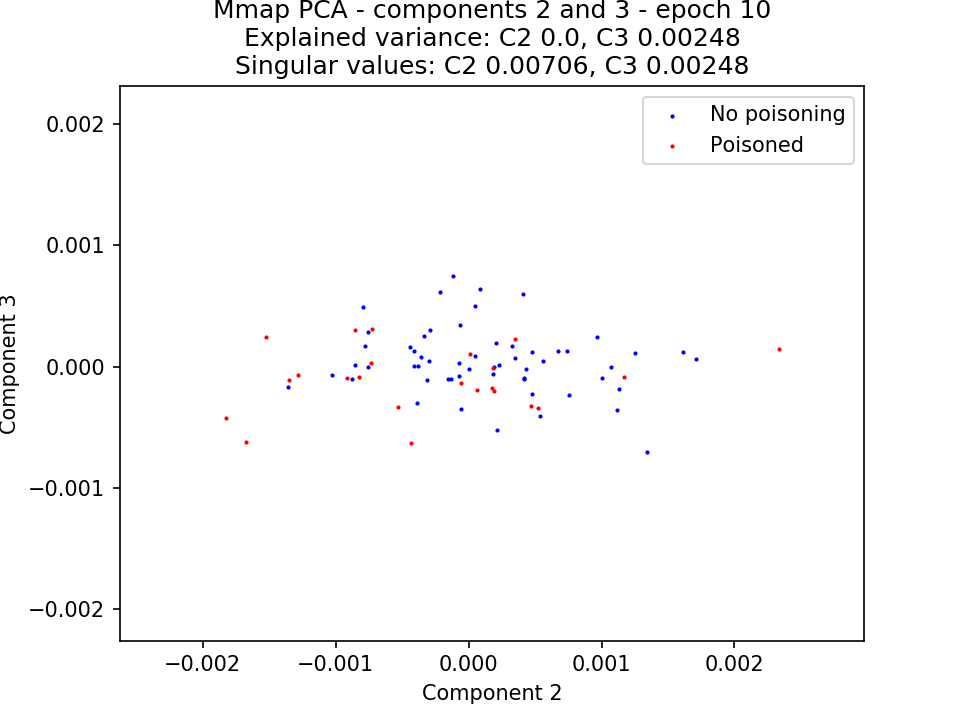 Mmap PCA - components 2 and 3 - epoch 10
Explained variance: C2 0.0, C3 0.00248
Singular values: C2 0.00706, C3 0.00248
No poisoning
Poisoned
0.002
0.001
0.000
−0.001
−0.002
Component 3
−0.002
−0.001
0.000
0.001
0.002
Component 2